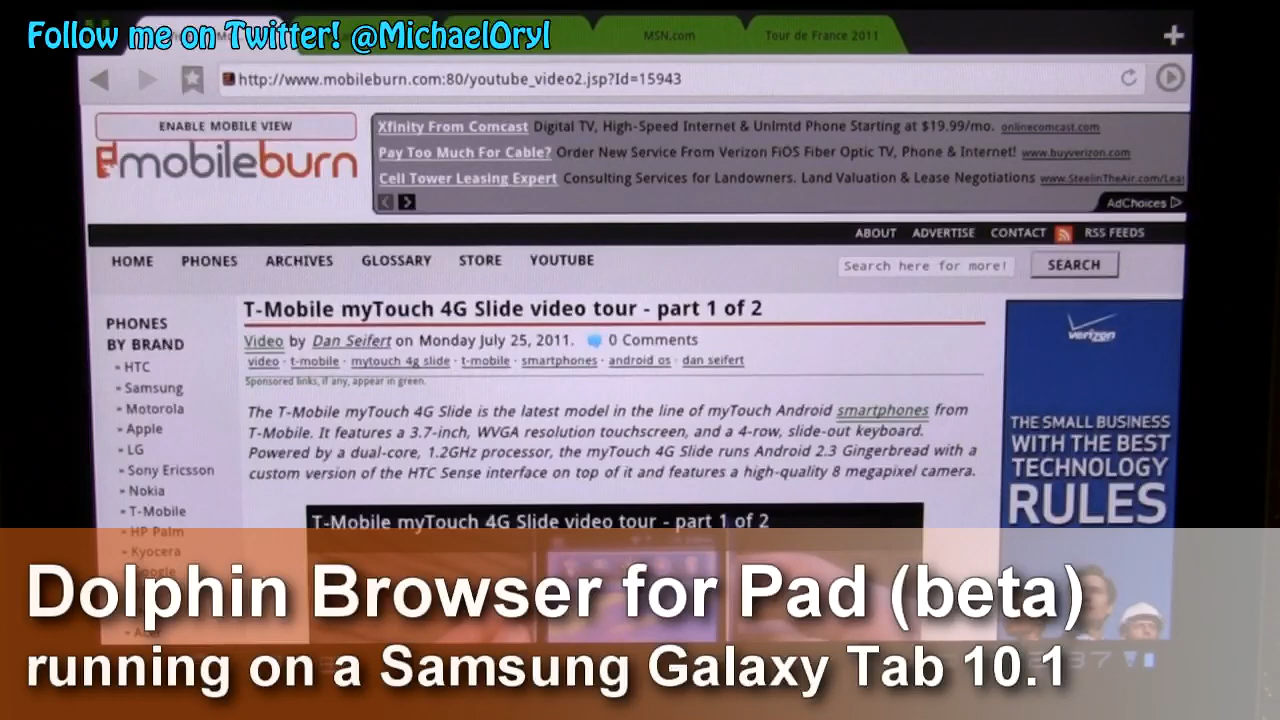 Follow me on Twitter! @MichaelOryl
MSN.com
Tour de France 2011
+
http://www.mobileburn.com:80/youtube_video2.jsp?Id=15943
ENABLE MOBILE VIEW
mobileburn
Xfinity From Comcast Digital TV, High-Speed Internet & Unlmtd Phone Starting at $19.99/mo. onlinecomcast.com
Pay Too Much For Cable? Order New Service From Verizon FiOS Fiber Optic TV, Phone & Internet! www.buyverizon.com
Cell Tower Leasing Expert Consulting Services for Landowners. Land Valuation & Lease Negotiations www.SteelinTheAir.com/Lea
AdChoices
ABOUT ADVERTISE CONTACT RSS FEEDS
HOME PHONES ARCHIVES GLOSSARY STORE YOUTUBE
Search here for more! SEARCH
T-Mobile myTouch 4G Slide video tour - part 1 of 2
Video by Dan Seifert on Monday July 25, 2011. 0 Comments
video · t-mobile · mytouch 4g slide · t-mobile · smartphones · android os · dan seifert
Sponsored links, if any, appear in green.
The T-Mobile myTouch 4G Slide is the latest model in the line of myTouch Android smartphones from
T-Mobile. It features a 3.7-inch, WVGA resolution touchscreen, and a 4-row, slide-out keyboard.
Powered by a dual-core, 1.2GHz processor, the myTouch 4G Slide runs Android 2.3 Gingerbread with a
custom version of the HTC Sense interface on top of it and features a high-quality 8 megapixel camera.
T-Mobile myTouch 4G Slide video tour - part 1 of 2
PHONES
BY BRAND
» HTC
» Samsung
» Motorola
» Apple
» LG
» Sony Ericsson
» Nokia
» T-Mobile
» HP Palm
» Kyocera
» Google
» Acer
verizon
THE SMALL BUSINESS
WITH THE BEST
TECHNOLOGY
RULES
Dolphin Browser for Pad (beta)
running on a Samsung Galaxy Tab 10.1